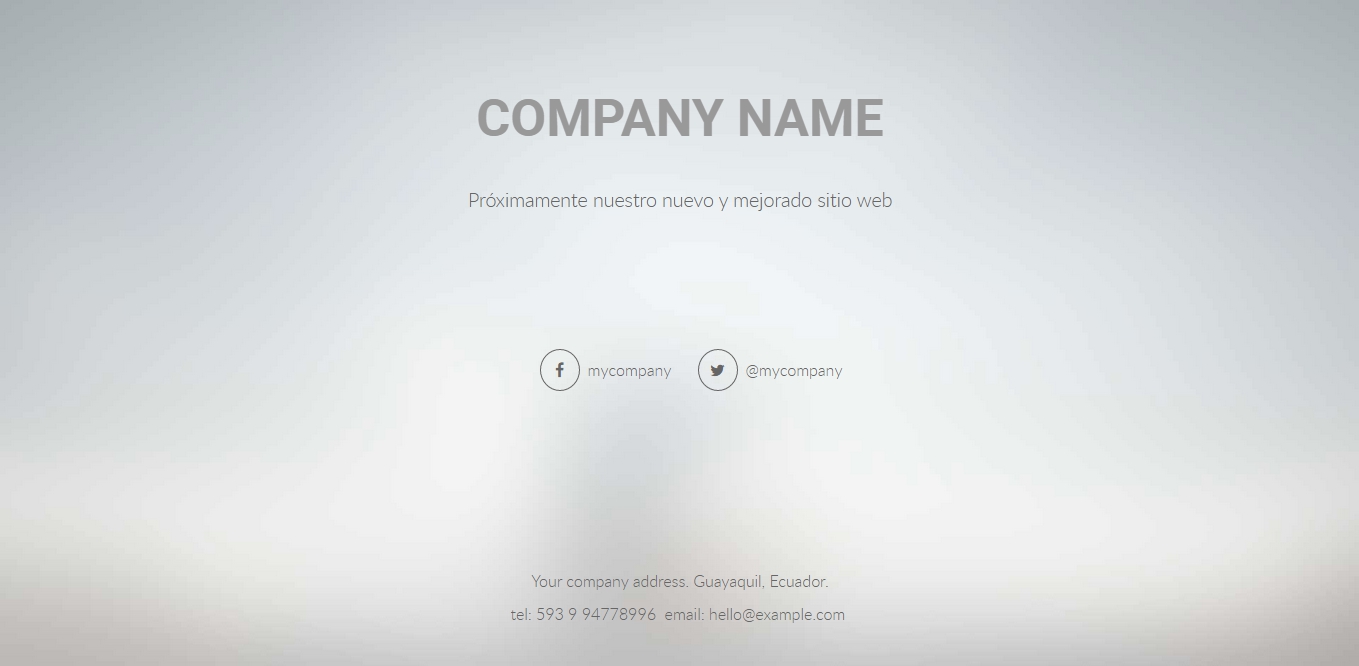 COMPANY NAME
Próximamente nuestro nuevo y mejorado sitio web
mycompany @mycompany
Your company address. Guayaquil, Ecuador.
tel: 593 9 94778996 email: hello@example.com